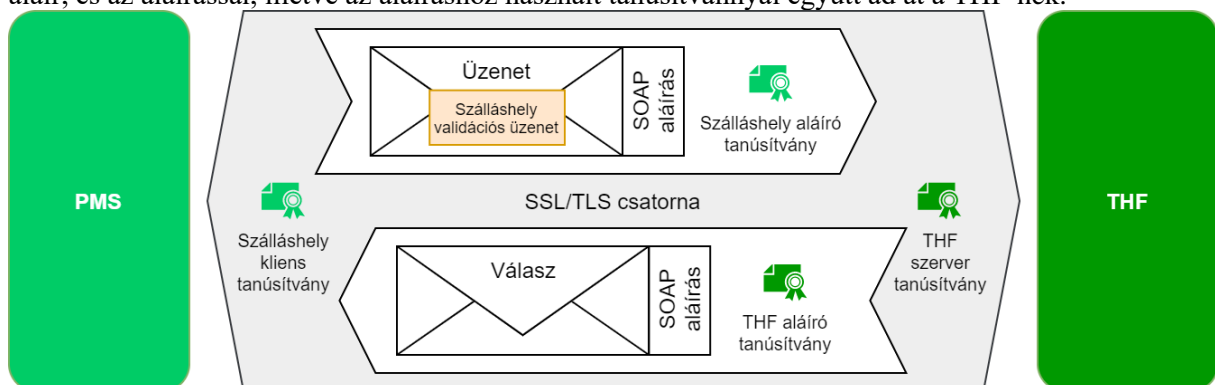 aláír, és az aláírással, illetve az aláíráshoz használt tanúsítvánnyal együtt ad át a THF-nek.
Üzenet
Szálláshely
validációs üzenet
SOAP
aláírás
Szálláshely aláíró
tanúsítvány
PMS
SSL/TLS csatorna
THF
Szálláshely
kliens
tanúsítvány
THF
szerver
tanúsítvány
Válasz
SOAP
aláírás
THF aláíró
tanúsítvány